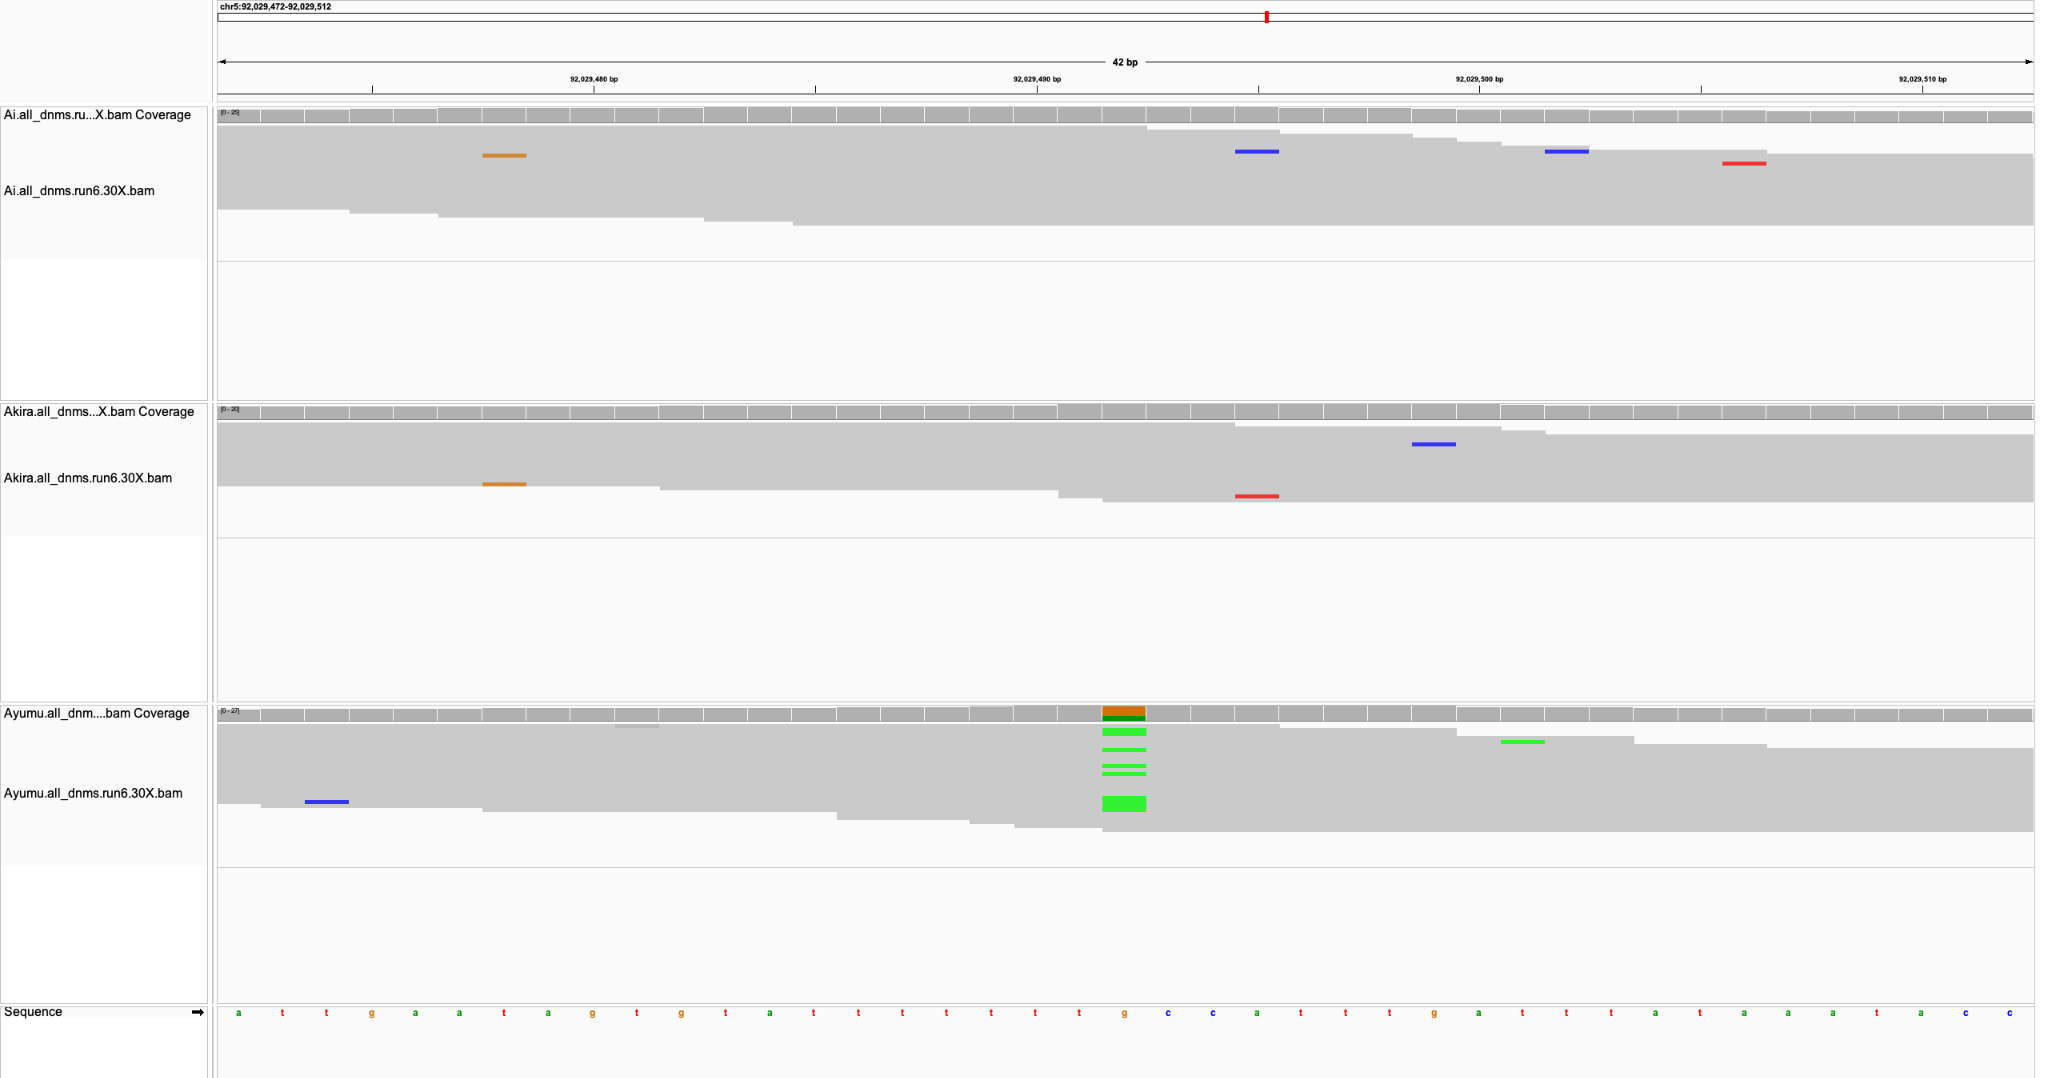 chr5:92,029,472-92,029,512
42 bp
92,029,480 bp 92,029,490 bp 92,029,500 bp 92,029,510 bp
Ai.all_dnms.ru...X.bam Coverage
[0 - 25]
Ai.all_dnms.run6.30X.bam
Akira.all_dnms...X.bam Coverage
[0 - 20]
Akira.all_dnms.run6.30X.bam
Ayumu.all_dnm....bam Coverage
[0 - 27]
Ayumu.all_dnms.run6.30X.bam
Sequence a t t g a a t a g t g t a t t t t t t t g c c a t t t g a t t t a t a a a t a c c